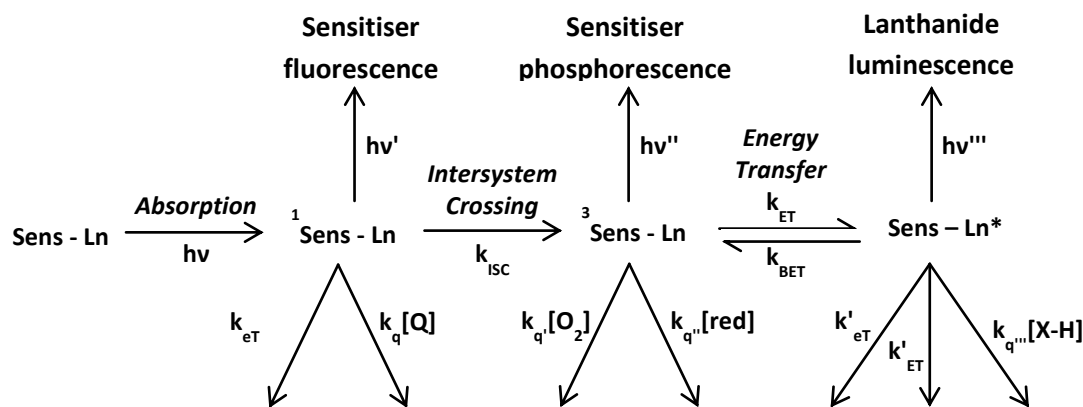 Sensitiser
fluorescence
Sensitiser
phosphorescence
Lanthanide
luminescence
hν'
hν''
hν'''
Absorption
Intersystem
Crossing
Energy
Transfer
k_ET
Sens - Ln
hν
¹Sens - Ln
k_ISC
³Sens - Ln
k_BET
Sens – Ln*
k_eT
k_q[Q]
k_q'[O₂]
k_q''[red]
k'_eT
k'_ET
k_q'''[X-H]